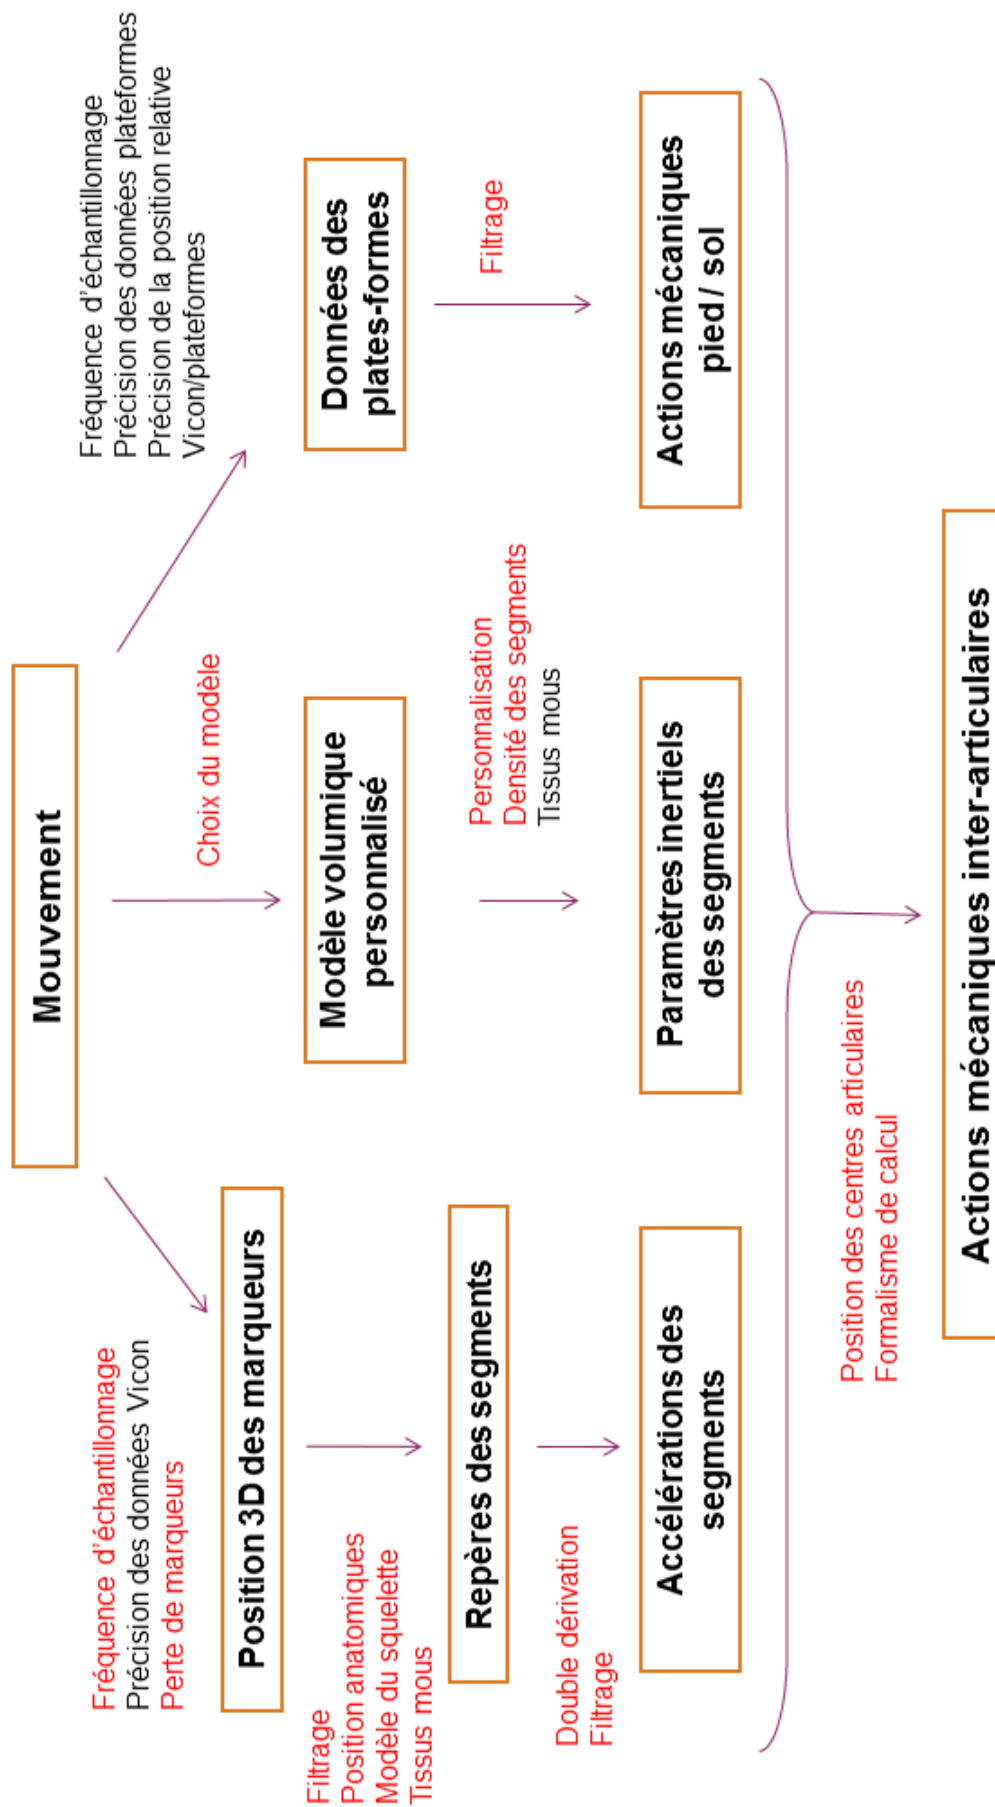 Mouvement
Fréquence d'échantillonnage
Précision des données Vicon
Perte de marqueurs
Choix du modèle
Fréquence d'échantillonnage
Précision des données plateformes
Précision de la position relative
Vicon/plateformes
Position 3D des marqueurs
Modèle volumique
personnalisé
Données des
plates-formes
Filtrage
Position anatomiques
Modèle du squelette
Tissus mous
Repères des segments
Personnalisation
Densité des segments
Tissus mous
Filtrage
Double dérivation
Filtrage
Accélérations des
segments
Paramètres inertiels
des segments
Actions mécaniques
pied / sol
Position des centres articulaires
Formalisme de calcul
Actions mécaniques inter-articulaires